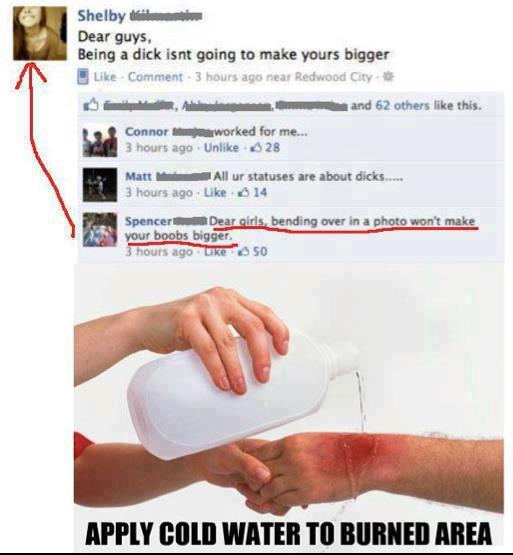 Shelby
Dear guys,
Being a dick isnt going to make yours bigger
Like · Comment · 3 hours ago near Redwood City ·
and 62 others like this.
Connor worked for me...
3 hours ago · Unlike · 28
Matt All ur statuses are about dicks.....
3 hours ago · Like · 14
Spencer Dear girls, bending over in a photo won't make
your boobs bigger.
3 hours ago · Like · 50
APPLY COLD WATER TO BURNED AREA